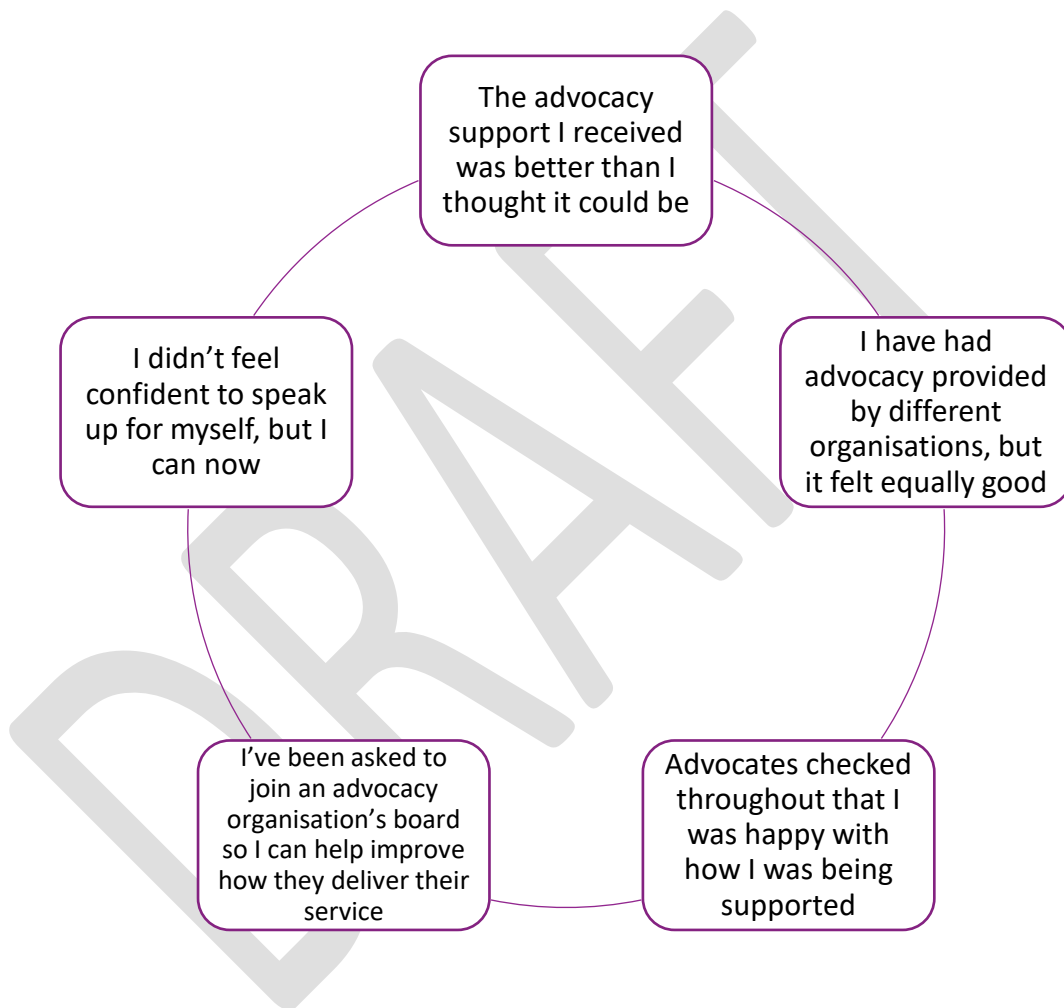 The advocacy
support I received
was better than I
thought it could be
I have had
advocacy provided
by different
organisations, but
it felt equally good
Advocates checked
throughout that I
was happy with
how I was being
supported
I’ve been asked to
join an advocacy
organisation’s board
so I can help improve
how they deliver their
service
I didn’t feel
confident to speak
up for myself, but I
can now
DRAFT